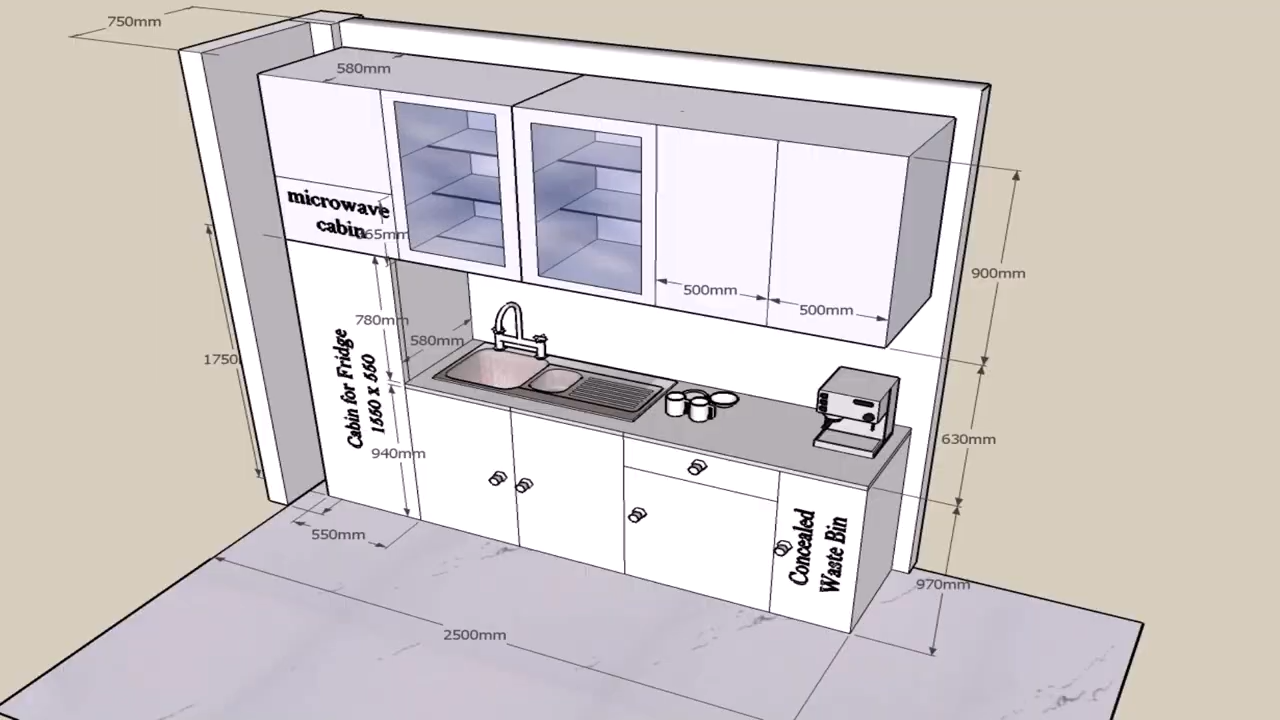 750mm
580mm
microwave
cabin
365mm
500mm
500mm
900mm
780mm
580mm
1750
Cabin for Fridge
1550 x 550
940mm
630mm
Concealed
Waste Bin
550mm
970mm
2500mm